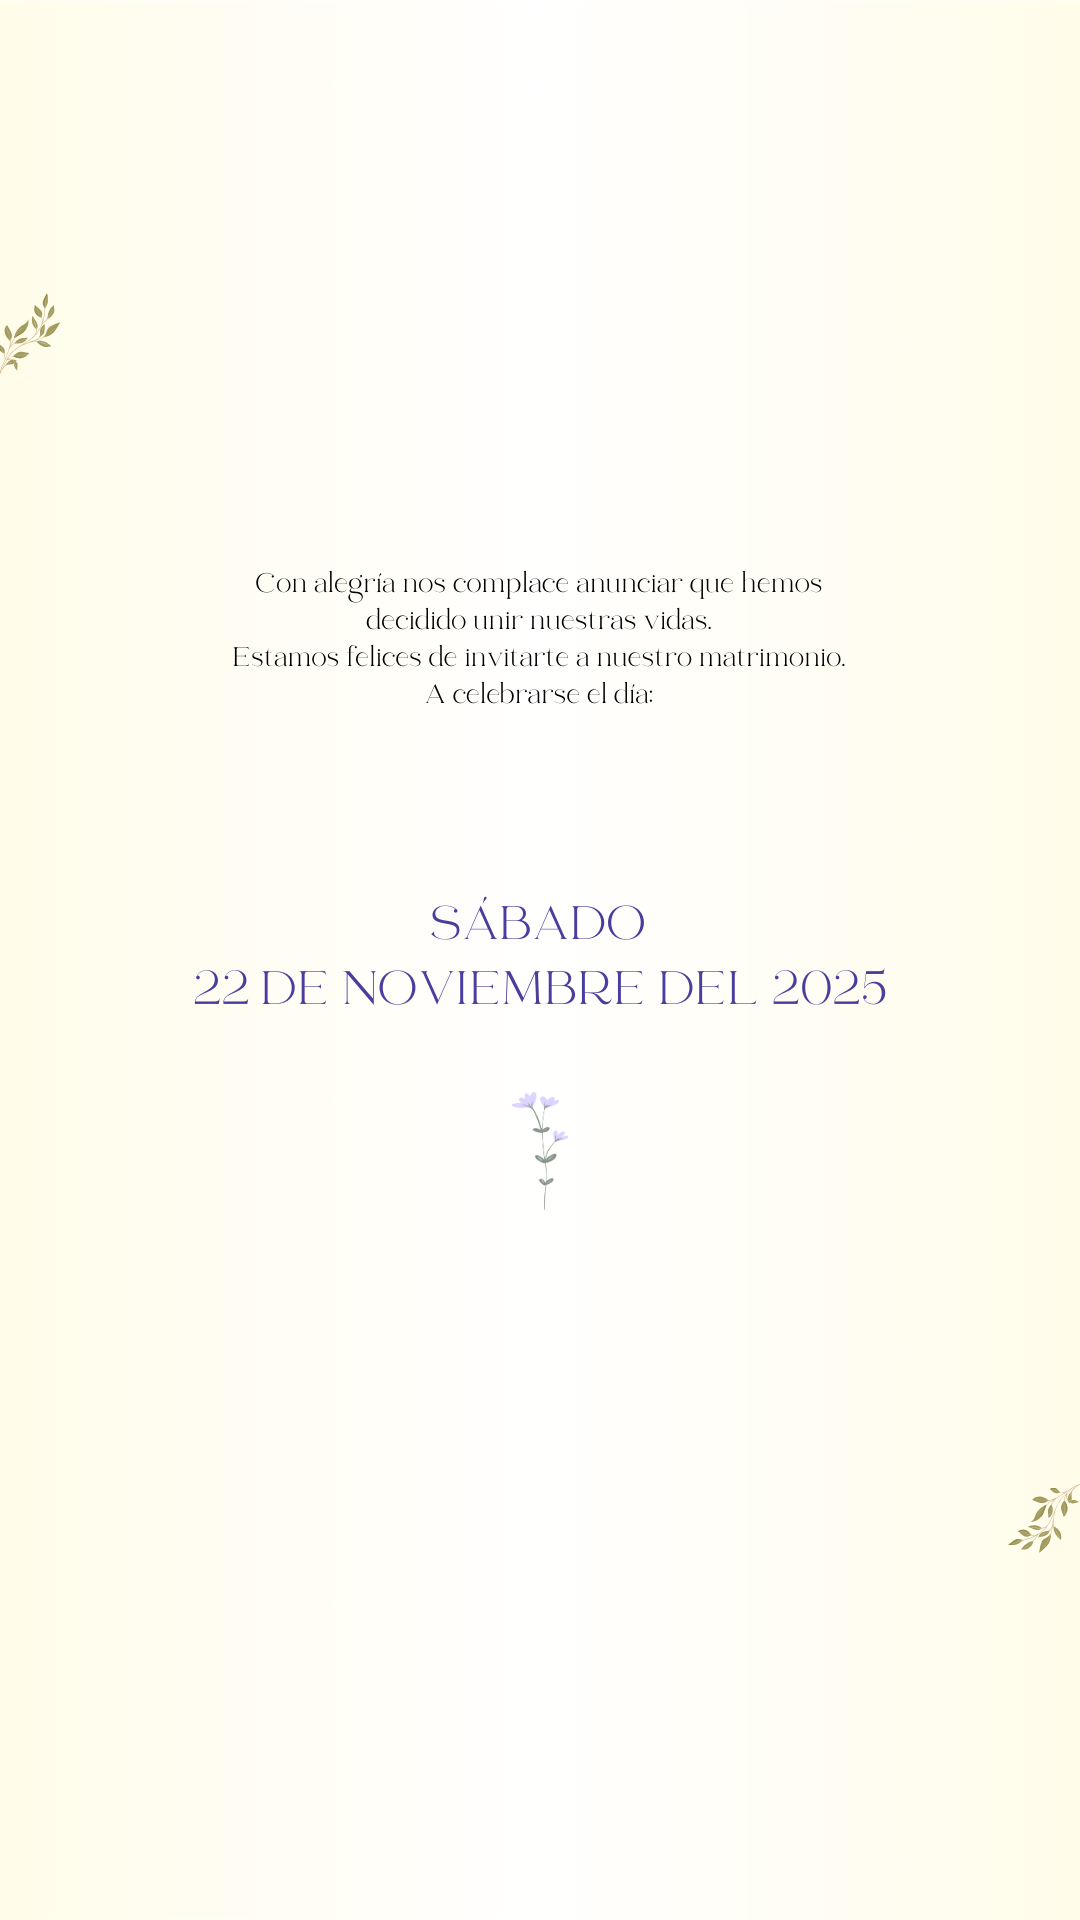 Con alegría nos complace anunciar que hemos
decidido unir nuestras vidas.
Estamos felices de invitarte a nuestro matrimonio.
A celebrarse el día:
SÁBADO
22 DE NOVIEMBRE DEL 2025